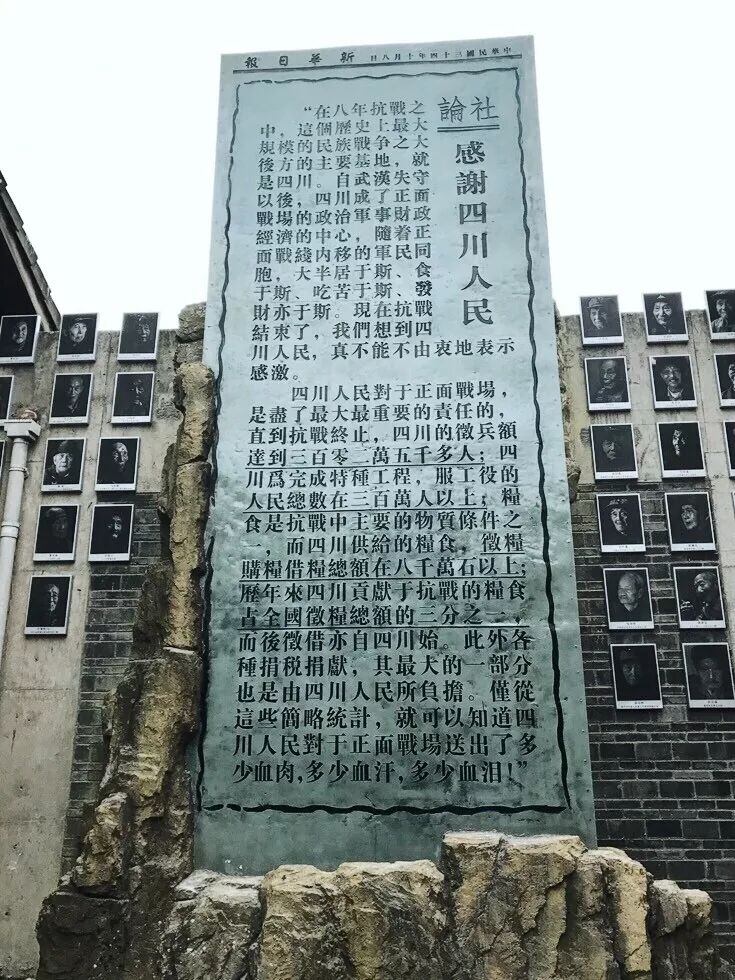 中華民國三十四年十月八日 新華日報
社論
感謝四川人民
“在八年抗戰之
中，這個歷史上最大
規模的民族戰争之大
後方的主要基地，就
是四川。自武漢失守
以後，四川成了正面
戰場的政治軍事財政
經濟的中心，隨着正
面戰綫内移的軍民同
胞，大半居于斯、食
于斯、吃苦于斯、發
財亦于斯。現在抗戰
結束了，我們想到四
川人民，真不能不由衷地表示
感激。
四川人民對于正面戰場，
是盡了最大最重要的責任的，
直到抗戰終止，四川的徵兵額
達到三百零二萬五千多人；四
川爲完成特種工程，服工役的
人民總數在三百萬人以上；糧
食是抗戰中主要的物質條件之
一，而四川供給的糧食，徵糧
購糧借糧總額在八千萬石以上；
歷年來四川貢獻于抗戰的糧食
占全國徵糧總額的三分之一，
而後徵借亦自四川始。此外各
種捐税捐獻，其最大的一部分
也是由四川人民所負擔。僅從
這些簡略統計，就可以知道四
川人民對于正面戰場送出了多
少血肉，多少血汗，多少血泪！”